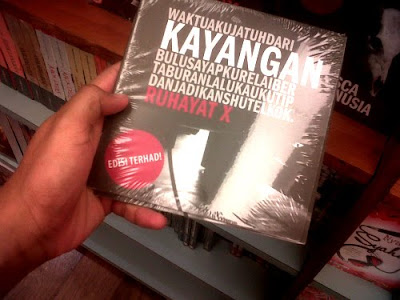 WAKTUAKUJATUHDARI
KAYANGAN
BULUSAYAPKURELAIBER
TABURANLALUKAUKUTIP
DANJADIKANSHUTELKOK.
RUHAYAT X
EDISI TERHAD!